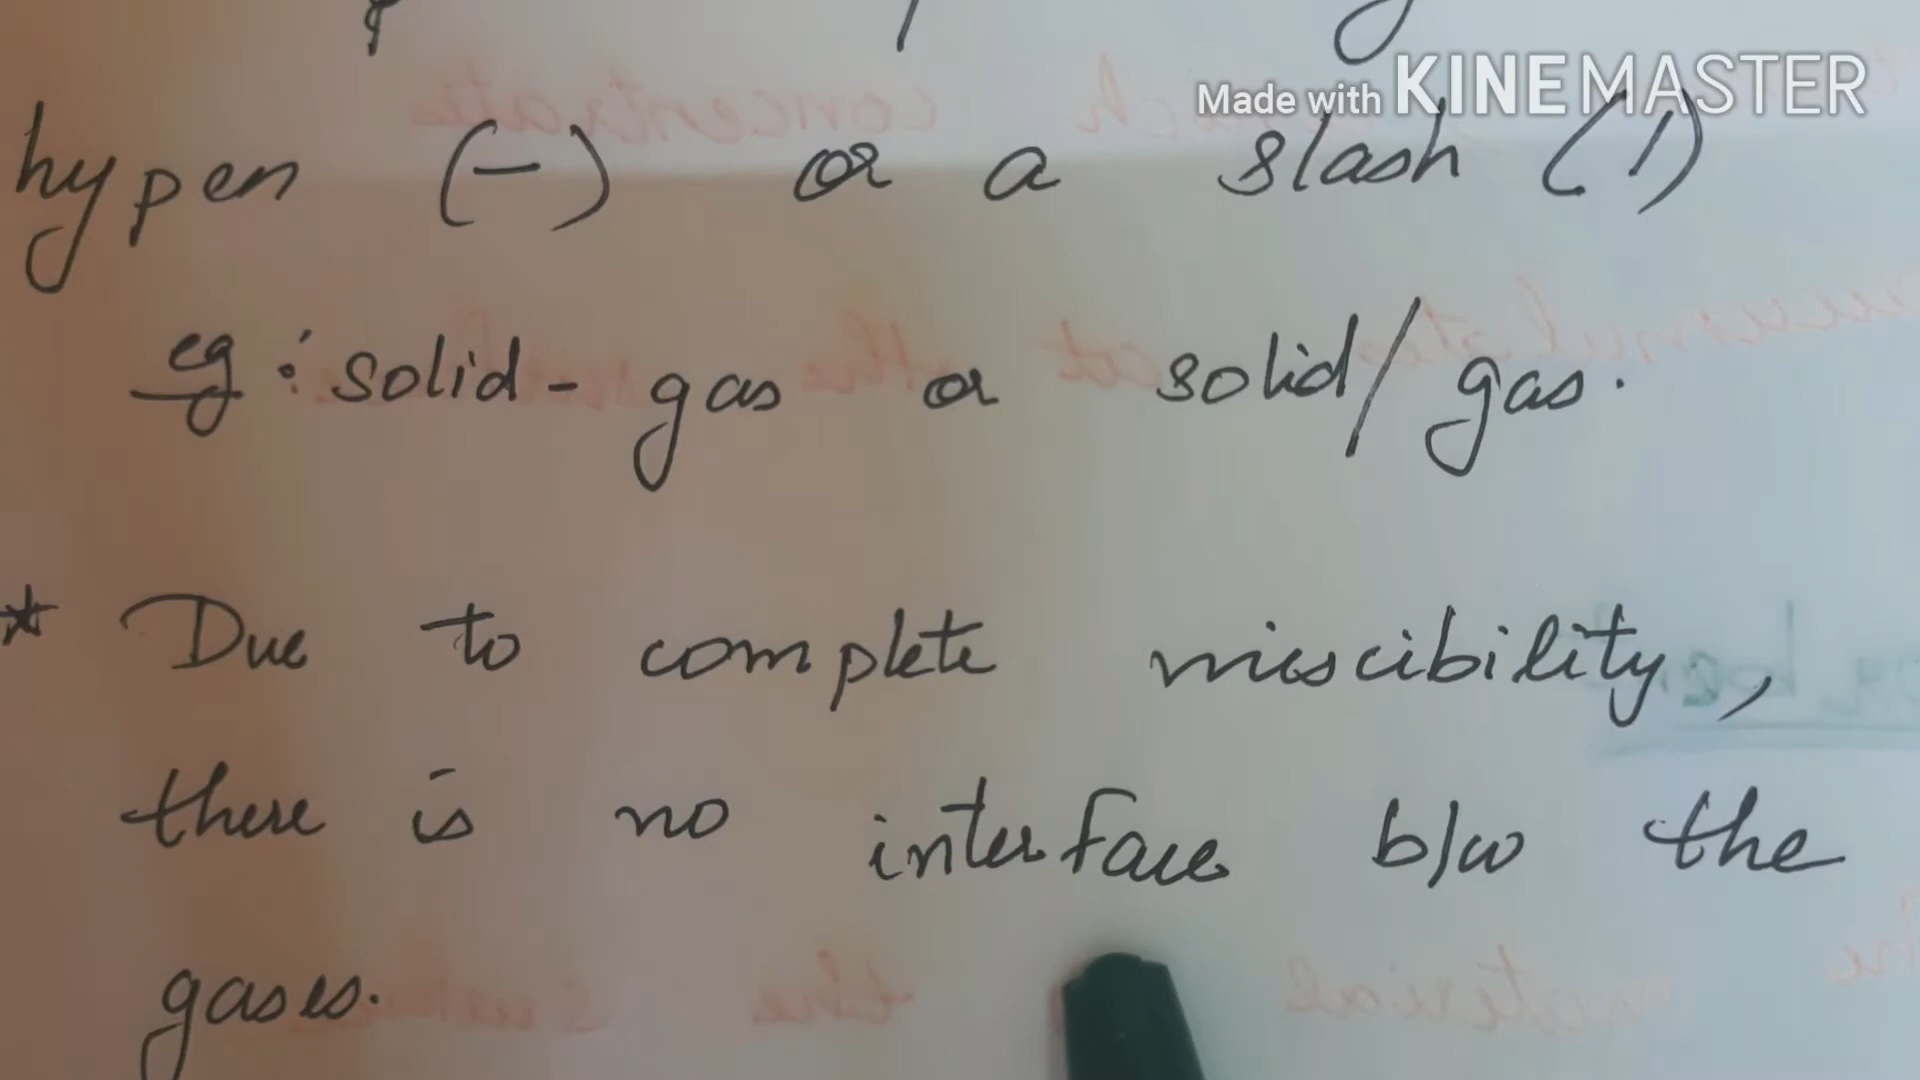 Made with KINEMASTER
hypen (-) or a slash (/)
eg: solid- gas or solid/gas.
* Due to complete miscibility,
there is no interface b/w the
gases.